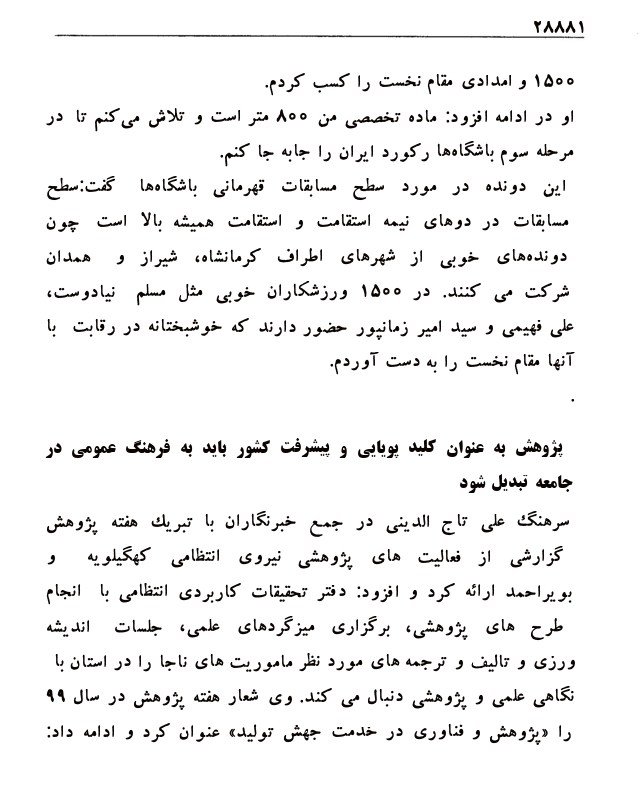 ۲۸۸۸۱
۱۵۰۰ و امدادی مقام نخست را کسب کردم.
او در ادامه افزود: ماده تخصصی من ۸۰۰ متر است و تلاش می‌کنم تا در
مرحله سوم باشگاه‌ها رکورد ایران را جابه جا کنم.
این دونده در مورد سطح مسابقات قهرمانی باشگاه‌ها گفت:سطح
مسابقات در دوهای نیمه استقامت و استقامت همیشه بالا است چون
دونده‌های خوبی از شهرهای اطراف کرمانشاه، شیراز و همدان
شرکت می کنند. در ۱۵۰۰ ورزشکاران خوبی مثل مسلم نیادوست،
علی فهیمی و سید امیر زمانپور حضور دارند که خوشبختانه در رقابت با
آنها مقام نخست را به دست آوردم.
.
پژوهش به عنوان کلید پویایی و پیشرفت کشور باید به فرهنگ عمومی در
جامعه تبدیل شود
سرهنگ علی تاج الدینی در جمع خبرنگاران با تبریك هفته پژوهش
گزارشی از فعالیت های پژوهشی نیروی انتظامی کهگیلویه و
بویراحمد ارائه کرد و افزود: دفتر تحقیقات کاربردی انتظامی با انجام
طرح های پژوهشی، برگزاری میزگردهای علمی، جلسات اندیشه
ورزی و تالیف و ترجمه های مورد نظر ماموریت های ناجا را در استان با
نگاهی علمی و پژوهشی دنبال می کند. وی شعار هفته پژوهش در سال ۹۹
را «پژوهش و فناوری در خدمت جهش تولید» عنوان کرد و ادامه داد: